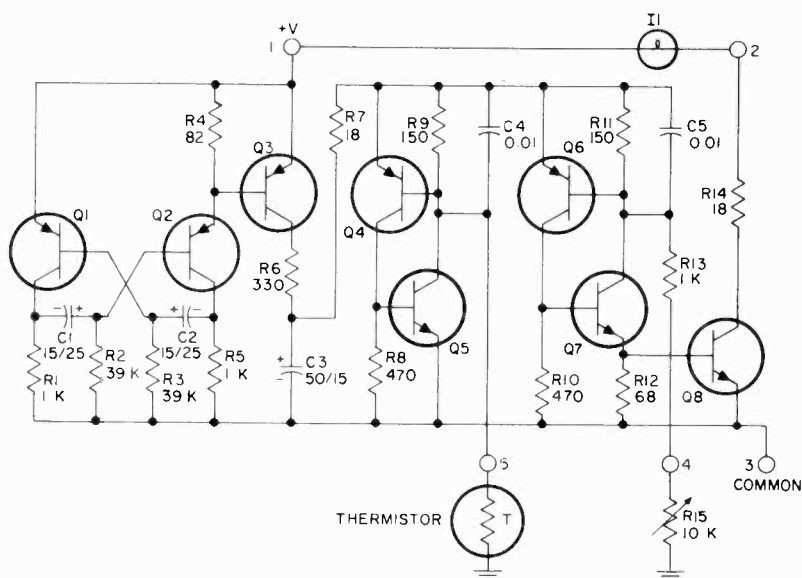 +V
1
I1
2
R4
82
Q3
R7
18
R9
150
C4
0.01
Q6
R11
150
C5
0.01
R14
18
Q1
Q2
Q4
R6
330
R13
1 K
- +
+ -
C1
15/25
R2
39 K
C2
15/25
R3
39 K
R5
1 K
R1
1 K
+
-
C3
50/15
R8
470
Q5
R10
470
Q7
R12
68
Q8
5
4
3
COMMON
THERMISTOR
T
R15
10 K